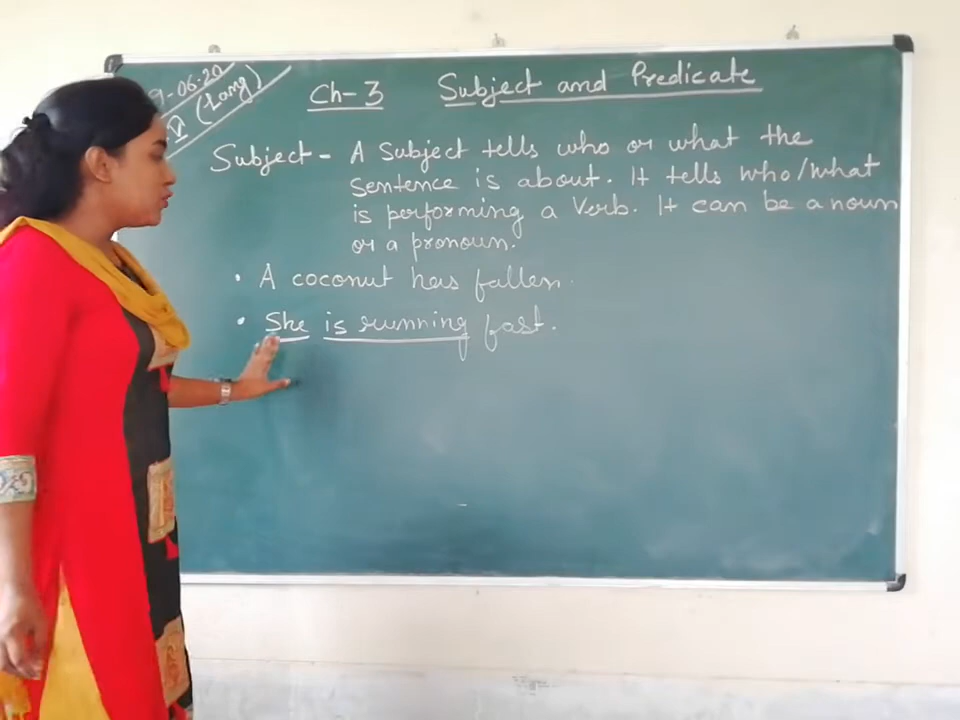 9-06-20
V (Lang)
Ch-3 Subject and Predicate
Subject - A Subject tells who or what the
sentence is about. It tells who/what
is performing a Verb. It can be a noun
or a pronoun.
• A coconut has fallen.
• She is running fast.